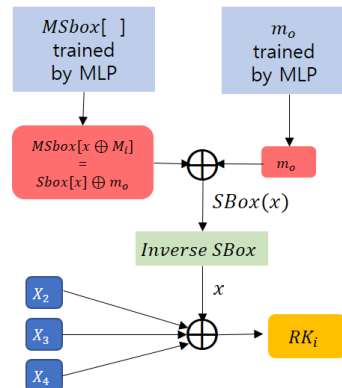 MSbox[ ]
trained
by MLP
m_o
trained
by MLP
MSbox[x ⊕ M_i]
=
Sbox[x] ⊕ m_o
m_o
SBox(x)
Inverse SBox
x
X_2
X_3
X_4
RK_i